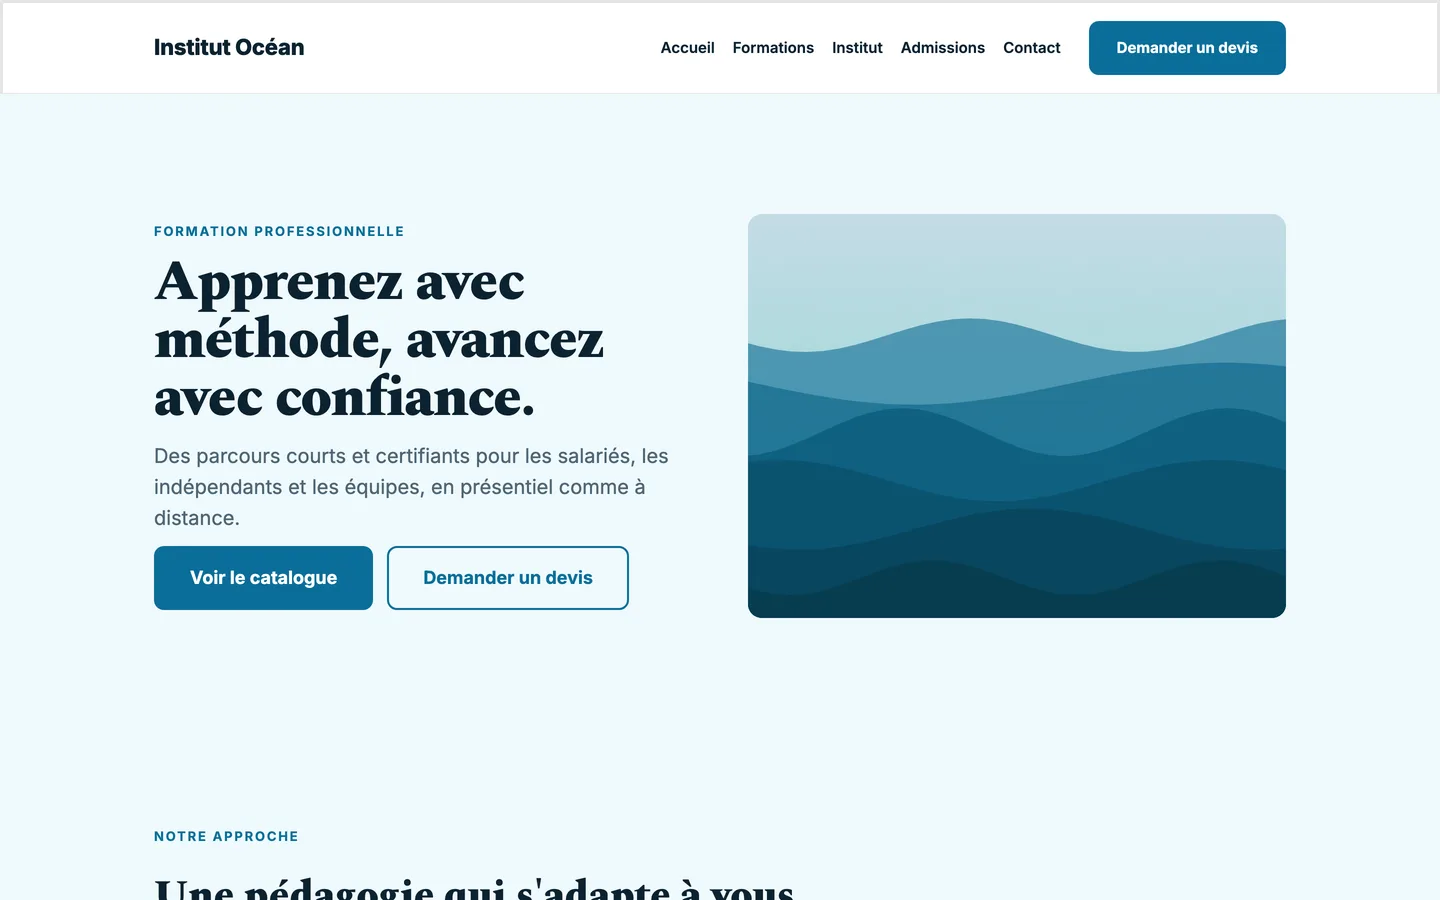 Institut Océan
Accueil
Formations
Institut
Admissions
Contact
Demander un devis
FORMATION PROFESSIONNELLE
Apprenez avec
méthode, avancez
avec confiance.
Des parcours courts et certifiants pour les salariés, les
indépendants et les équipes, en présentiel comme à
distance.
Voir le catalogue
Demander un devis
NOTRE APPROCHE
Une pédagogie qui s'adapte à vous